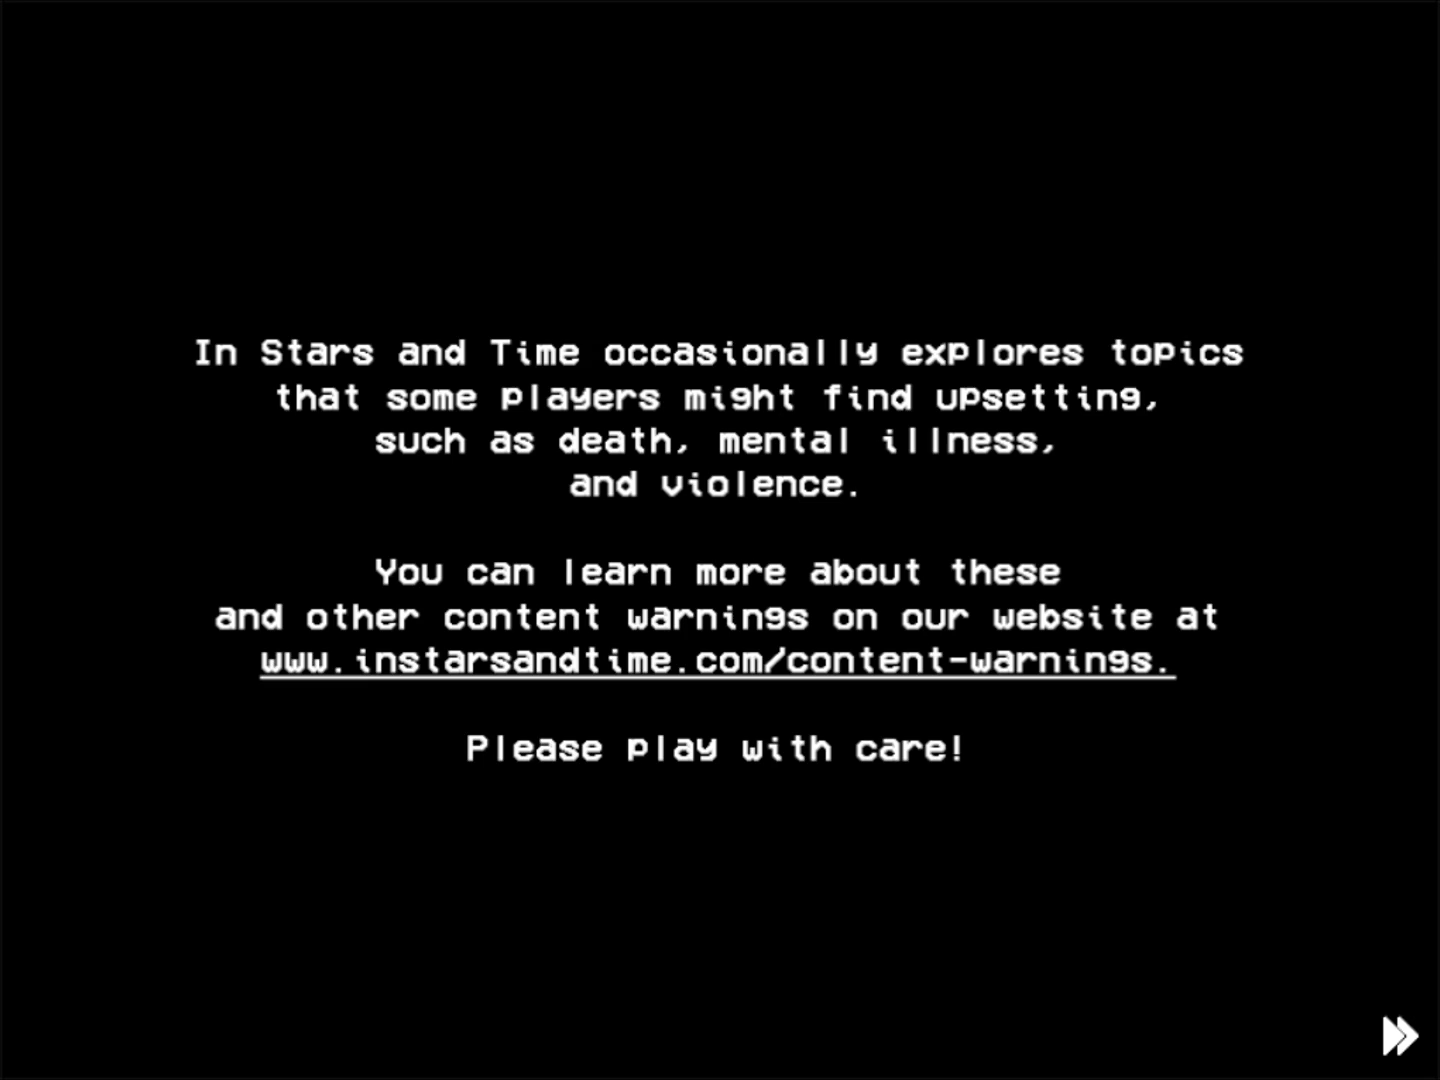 In Stars and Time occasionally explores topics
that some players might find upsetting,
such as death, mental illness,
and violence.
You can learn more about these
and other content warnings on our website at
www.instarsandtime.com/content-warnings.
Please play with care!